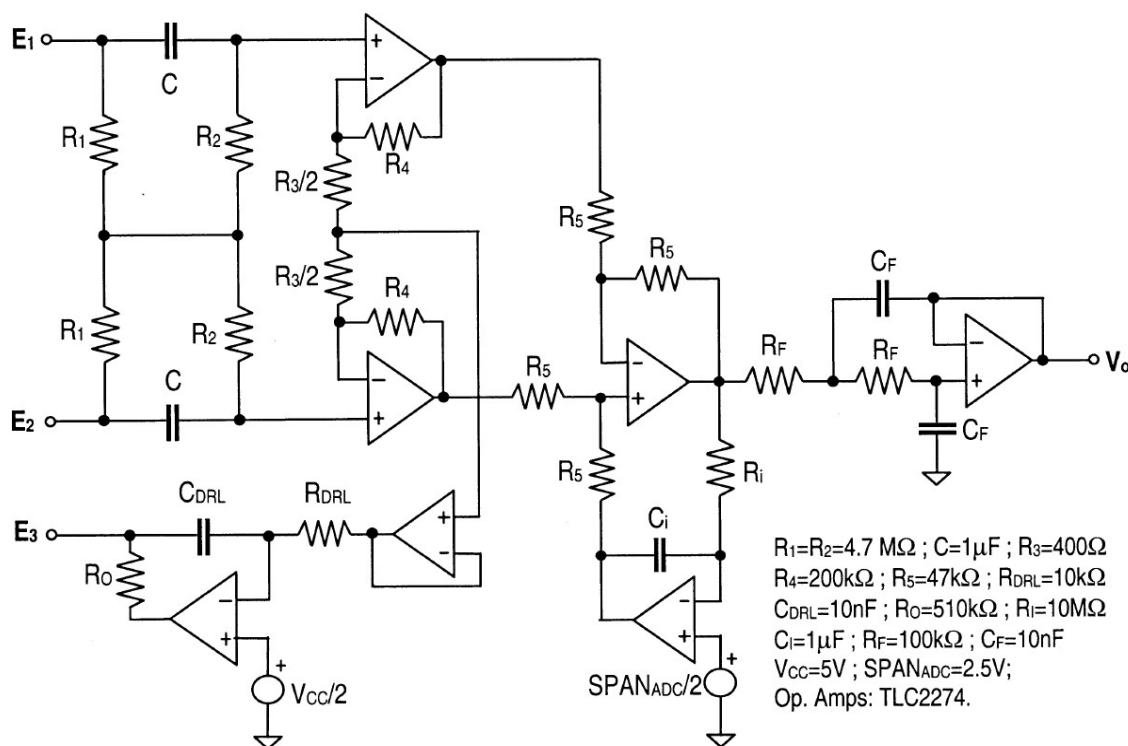 E1
C
+
−
R1
R2
R4
R3/2
R5
R3/2
R4
R5
CF
R1
R2
−
RF
RF
−
+
Vo
−
R5
+
C
+
CF
E2
R5
Ri
CDRL
RDRL
Ci
E3
+
−
RO
−
−
+
+
+
VCC/2
+
SPANADC/2
R1=R2=4.7 MΩ ; C=1µF ; R3=400Ω
R4=200kΩ ; R5=47kΩ ; RDRL=10kΩ
CDRL=10nF ; RO=510kΩ ; RI=10MΩ
CI=1µF ; RF=100kΩ ; CF=10nF
VCC=5V ; SPANADC=2.5V;
Op. Amps: TLC2274.